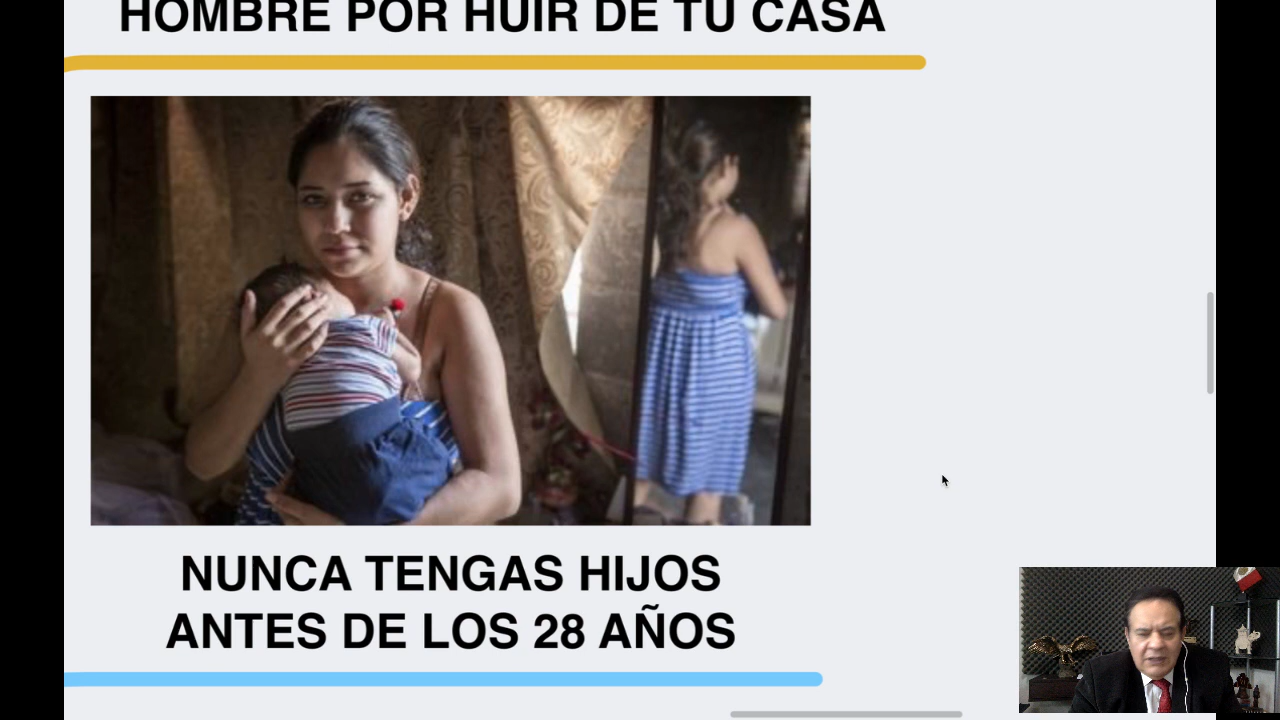 HOMBRE POR HUIR DE TU CASA
NUNCA TENGAS HIJOS
ANTES DE LOS 28 AÑOS